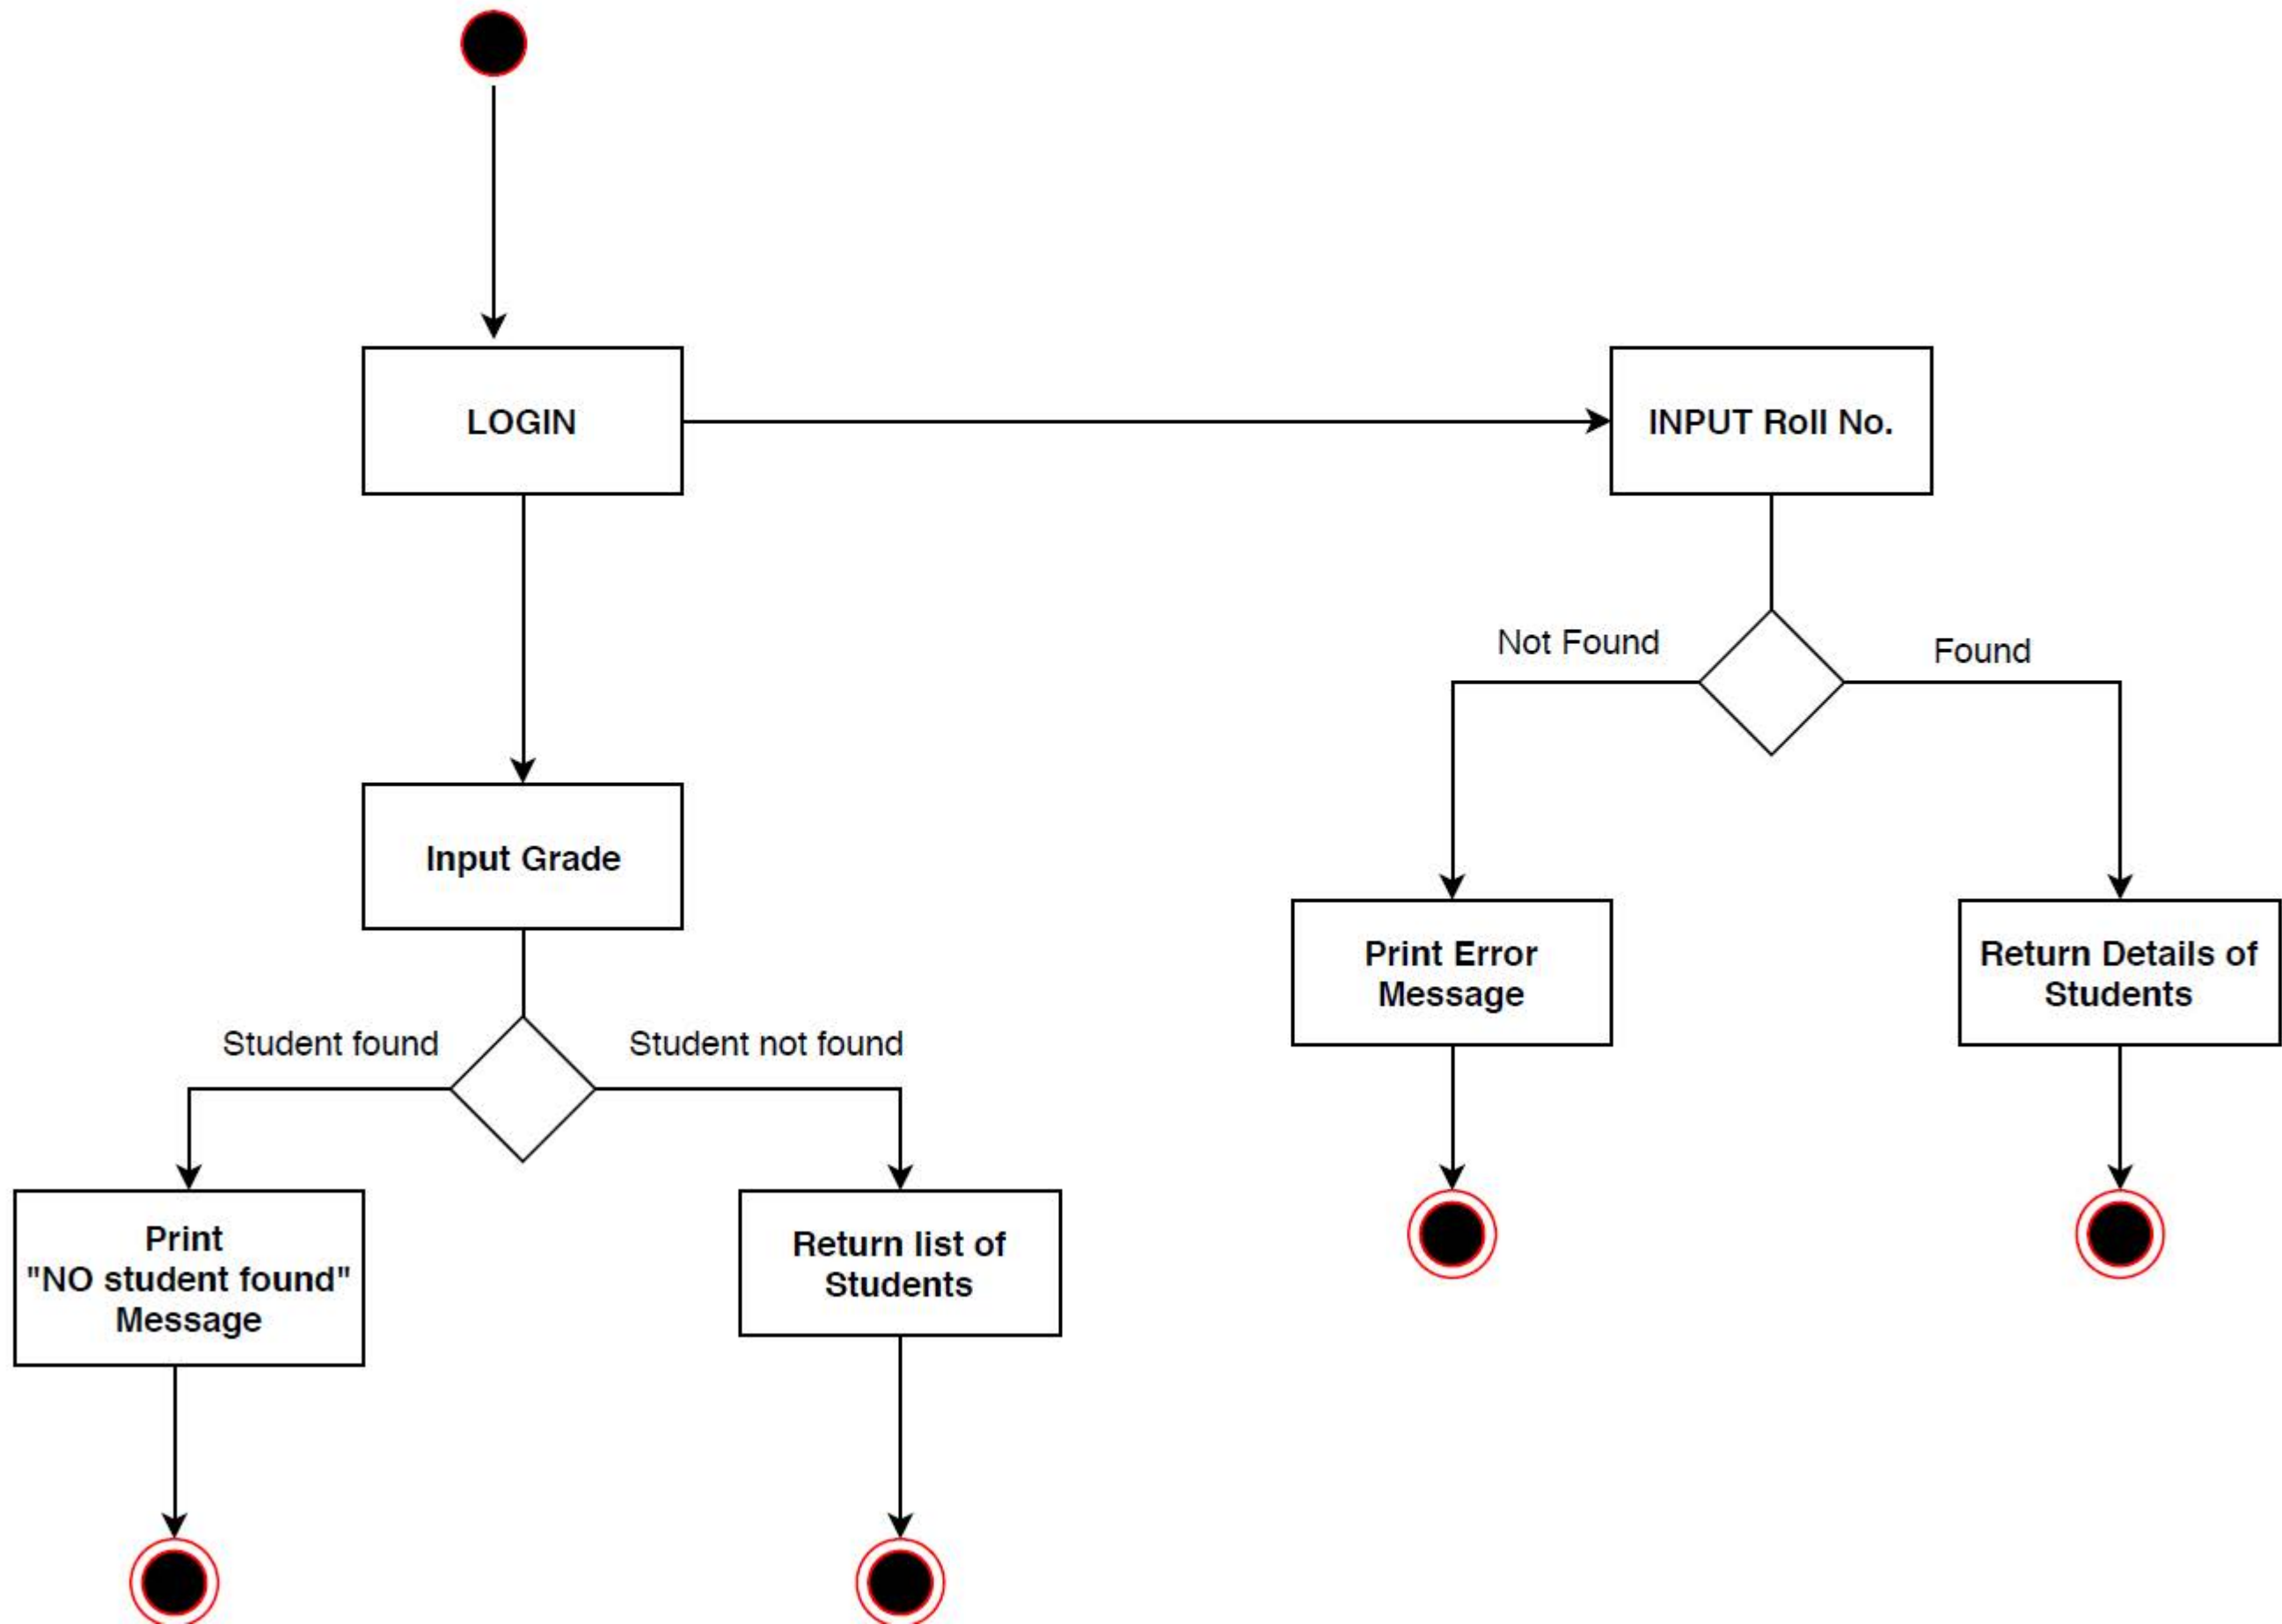 LOGIN
INPUT Roll No.
Not Found
Found
Input Grade
Print Error
Message
Return Details of
Students
Student found
Student not found
Print
"NO student found"
Message
Return list of
Students